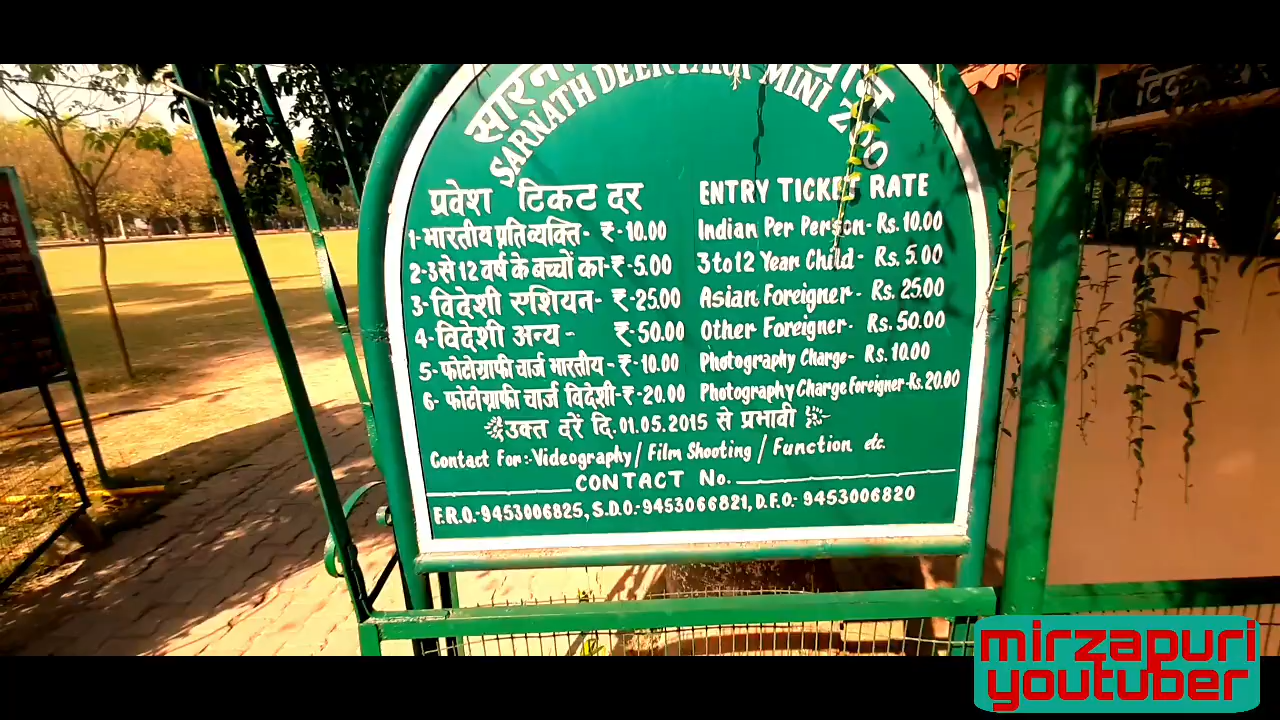 SARNATH DEER PARK MINI ZOO
प्रवेश टिकट दर
1-भारतीय प्रति व्यक्ति- ₹-10.00
2-3 से 12 वर्ष के बच्चों का-₹-5.00
3-विदेशी एशियन- ₹-25.00
4-विदेशी अन्य- ₹-50.00
5-फोटोग्राफी चार्ज भारतीय-₹-10.00
6-फोटोग्राफी चार्ज विदेशी-₹-20.00
ENTRY TICKET RATE
Indian Per Person- Rs. 10.00
3 to 12 Year Child- Rs. 5.00
Asian Foreigner- Rs. 25.00
Other Foreigner- Rs. 50.00
Photography Charge- Rs. 10.00
Photography Charge Foreigner-Rs. 20.00
उक्त दरें दि. 01.05.2015 से प्रभावी
Contact For:-Videography/ Film Shooting / Function etc.
CONTACT No.
F.R.O.-9453006825, S.D.O.-9453066821, D.F.O.- 9453006820
mirzapuri
youtuber